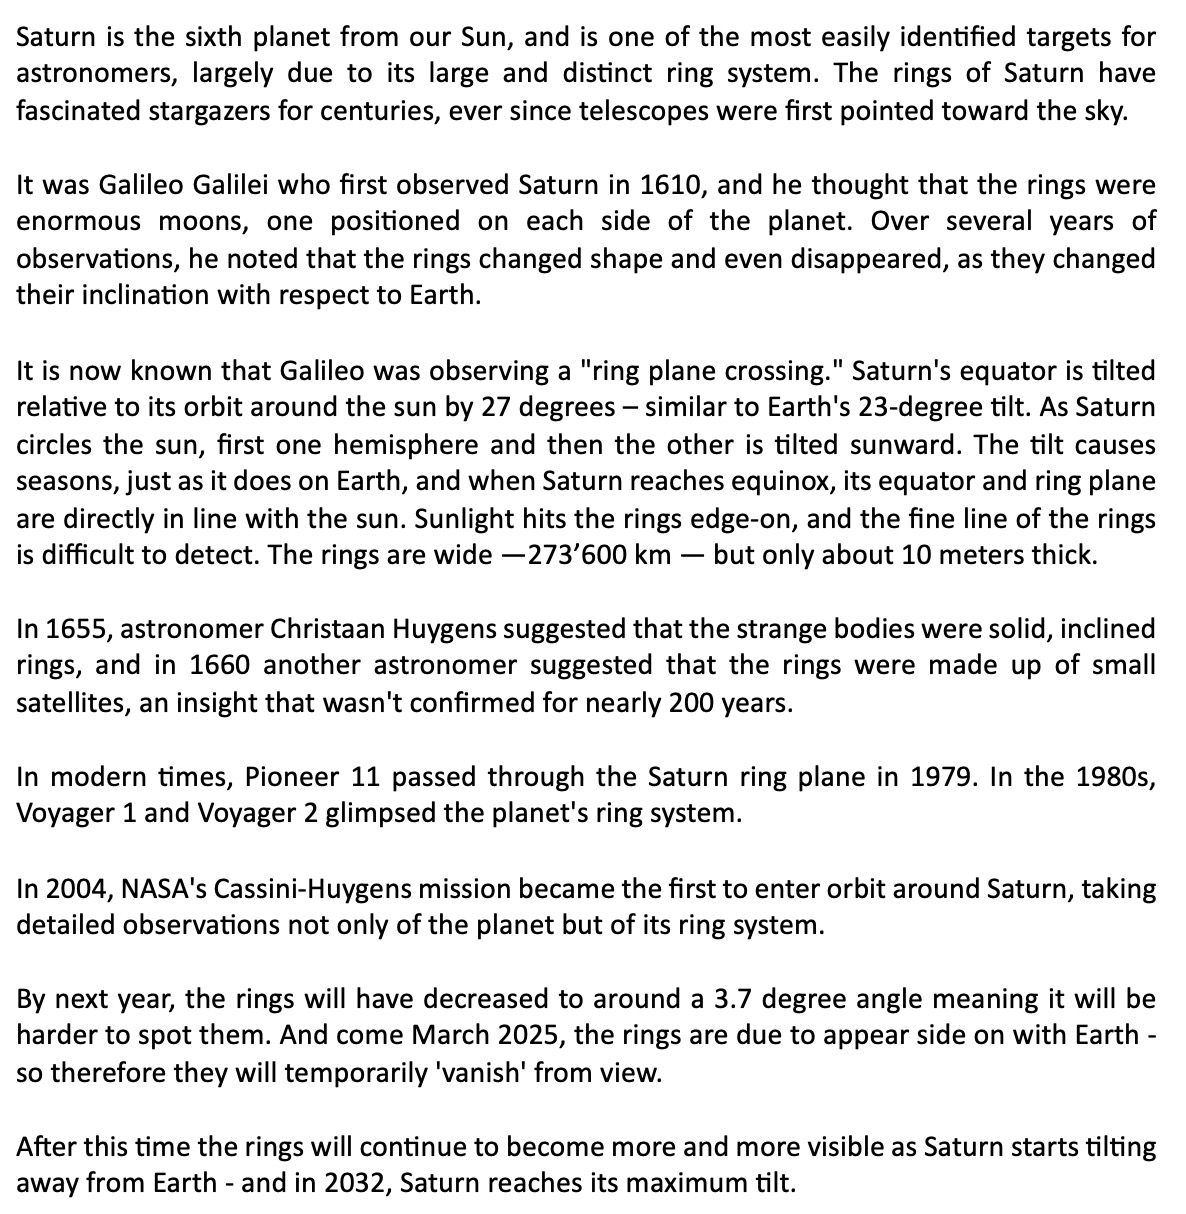 Saturn is the sixth planet from our Sun, and is one of the most easily identified targets for
astronomers, largely due to its large and distinct ring system. The rings of Saturn have
fascinated stargazers for centuries, ever since telescopes were first pointed toward the sky.
It was Galileo Galilei who first observed Saturn in 1610, and he thought that the rings were
enormous moons, one positioned on each side of the planet. Over several years of
observations, he noted that the rings changed shape and even disappeared, as they changed
their inclination with respect to Earth.
It is now known that Galileo was observing a "ring plane crossing." Saturn's equator is tilted
relative to its orbit around the sun by 27 degrees – similar to Earth's 23-degree tilt. As Saturn
circles the sun, first one hemisphere and then the other is tilted sunward. The tilt causes
seasons, just as it does on Earth, and when Saturn reaches equinox, its equator and ring plane
are directly in line with the sun. Sunlight hits the rings edge-on, and the fine line of the rings
is difficult to detect. The rings are wide —273’600 km — but only about 10 meters thick.
In 1655, astronomer Christaan Huygens suggested that the strange bodies were solid, inclined
rings, and in 1660 another astronomer suggested that the rings were made up of small
satellites, an insight that wasn't confirmed for nearly 200 years.
In modern times, Pioneer 11 passed through the Saturn ring plane in 1979. In the 1980s,
Voyager 1 and Voyager 2 glimpsed the planet's ring system.
In 2004, NASA's Cassini-Huygens mission became the first to enter orbit around Saturn, taking
detailed observations not only of the planet but of its ring system.
By next year, the rings will have decreased to around a 3.7 degree angle meaning it will be
harder to spot them. And come March 2025, the rings are due to appear side on with Earth -
so therefore they will temporarily 'vanish' from view.
After this time the rings will continue to become more and more visible as Saturn starts tilting
away from Earth - and in 2032, Saturn reaches its maximum tilt.